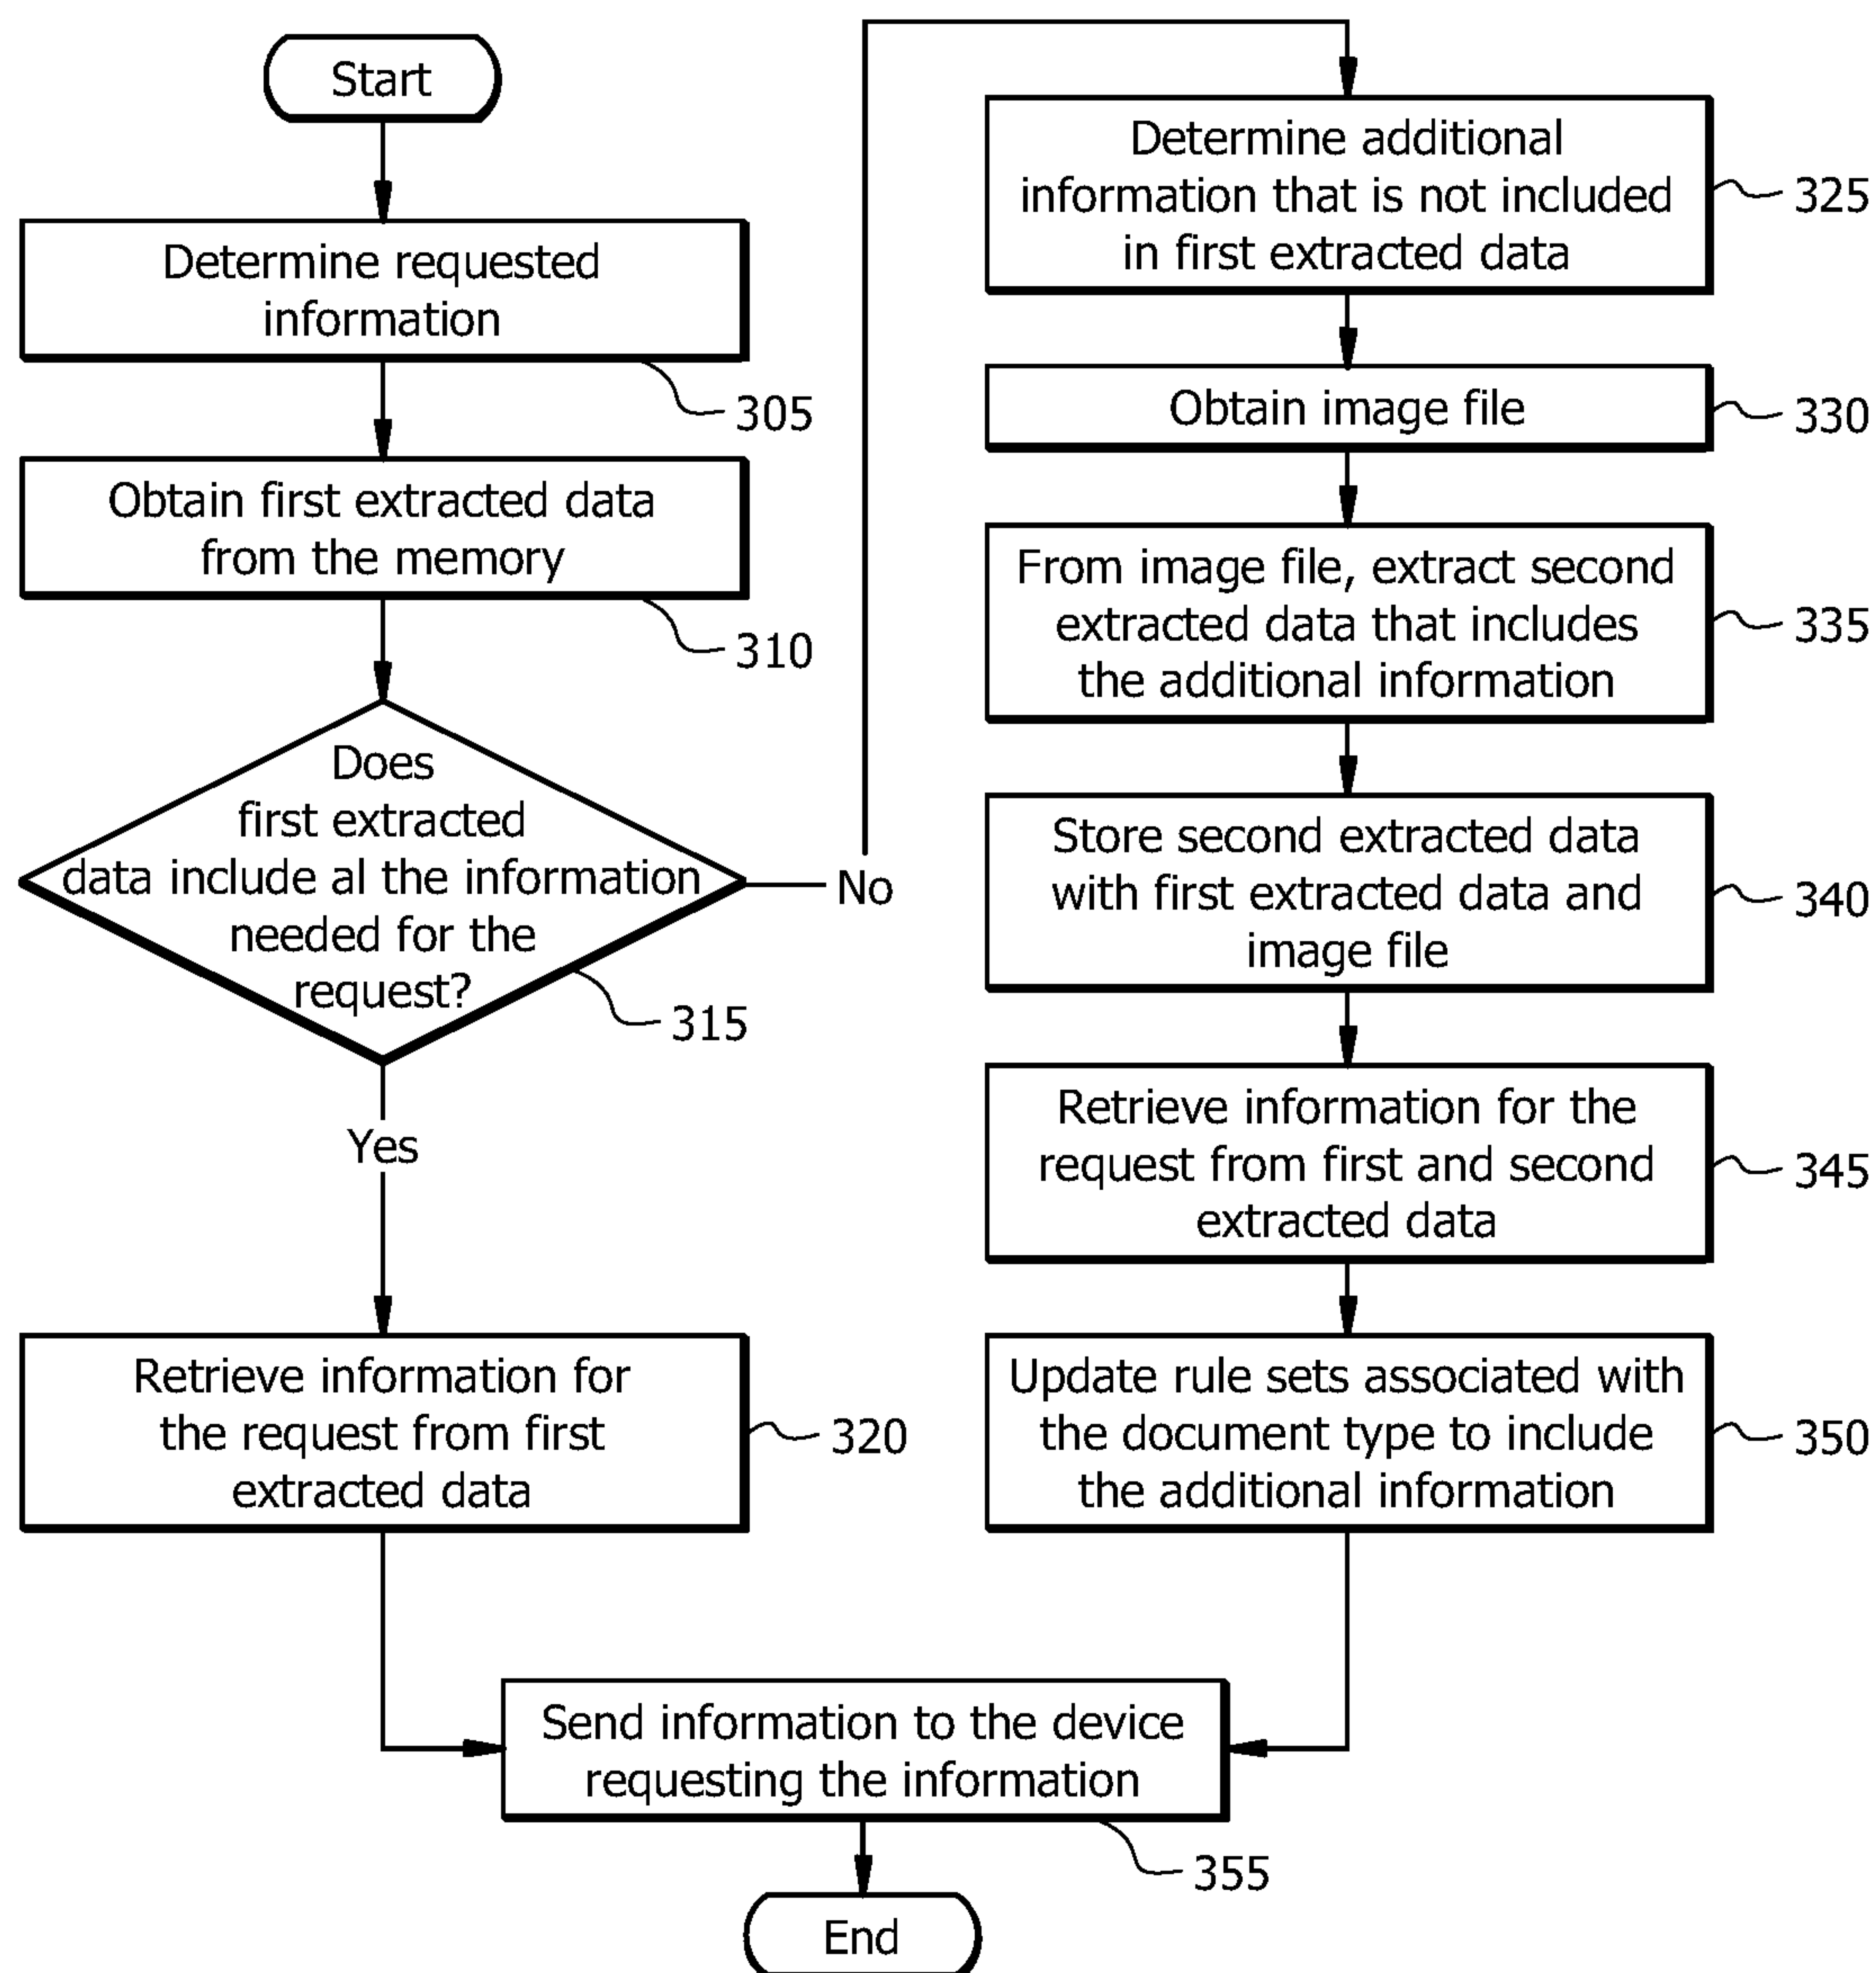 Start
Determine requested
information
305
Obtain first extracted data
from the memory
310
Does
first extracted
data include al the information
needed for the
request?
315
No
Yes
Retrieve information for
the request from first
extracted data
320
Determine additional
information that is not included
in first extracted data
325
Obtain image file
330
From image file, extract second
extracted data that includes
the additional information
335
Store second extracted data
with first extracted data and
image file
340
Retrieve information for the
request from first and second
extracted data
345
Update rule sets associated with
the document type to include
the additional information
350
Send information to the device
requesting the information
355
End